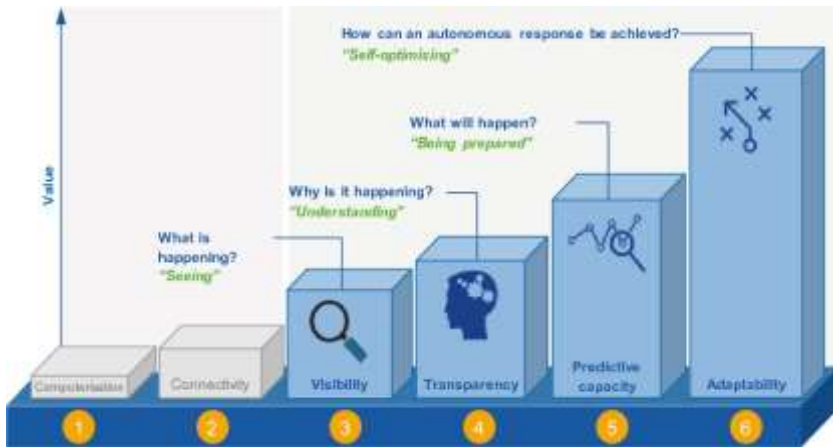 How can an autonomous response be achieved?
“Self-optimising”
What will happen?
“Being prepared”
Why is it happening?
“Understanding”
What is
happening?
“Seeing”
Value
Computerisation
Connectivity
Visibility
Transparency
Predictive
capacity
Adaptability
1
2
3
4
5
6